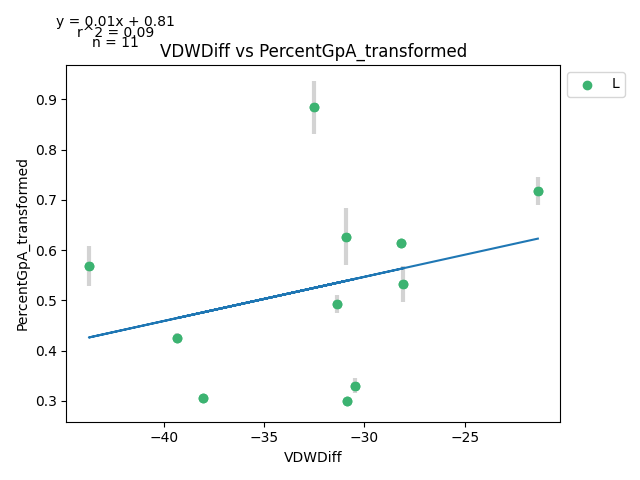 y = 0.01x + 0.81
r^2 = 0.09
n = 11
VDWDiff vs PercentGpA_transformed
L
PercentGpA_transformed
0.9
0.8
0.7
0.6
0.5
0.4
0.3
−40 −35 −30 −25
VDWDiff